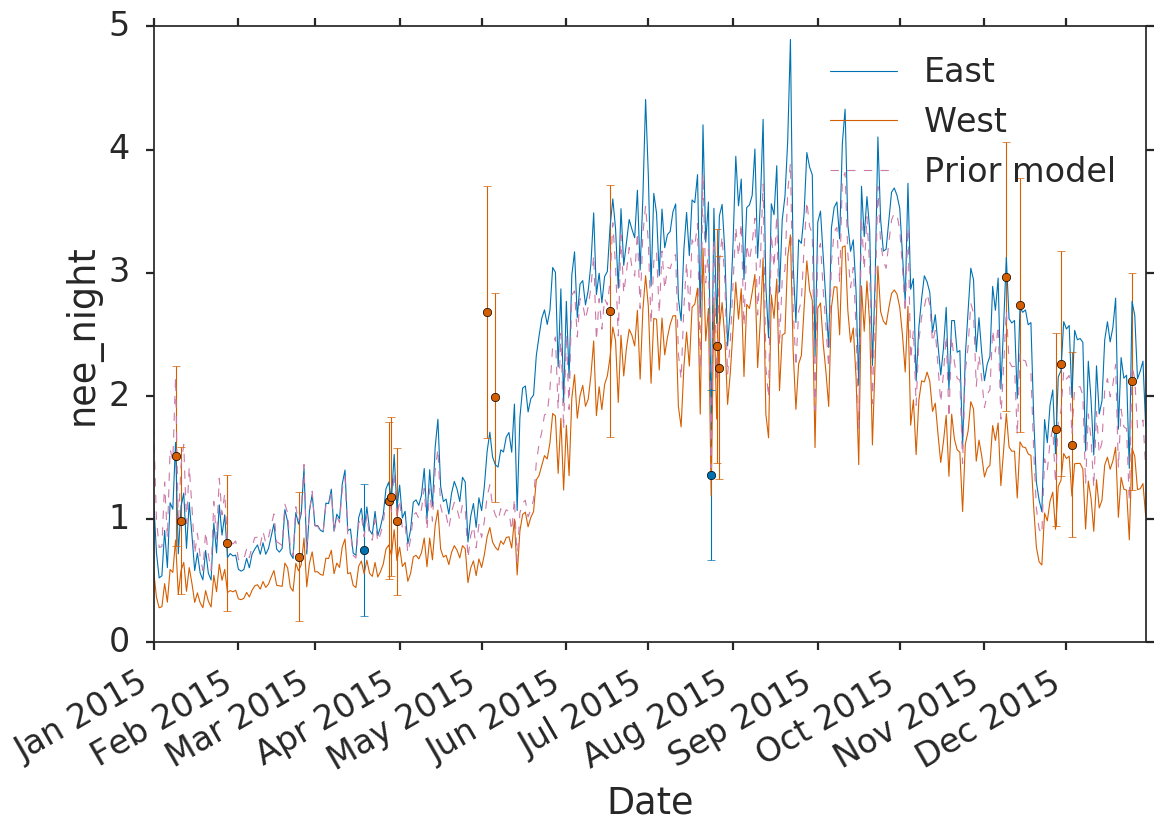 5
4
3
2
1
0
nee_night
East
West
Prior model
Jan 2015
Feb 2015
Mar 2015
Apr 2015
May 2015
Jun 2015
Jul 2015
Aug 2015
Sep 2015
Oct 2015
Nov 2015
Dec 2015
Date